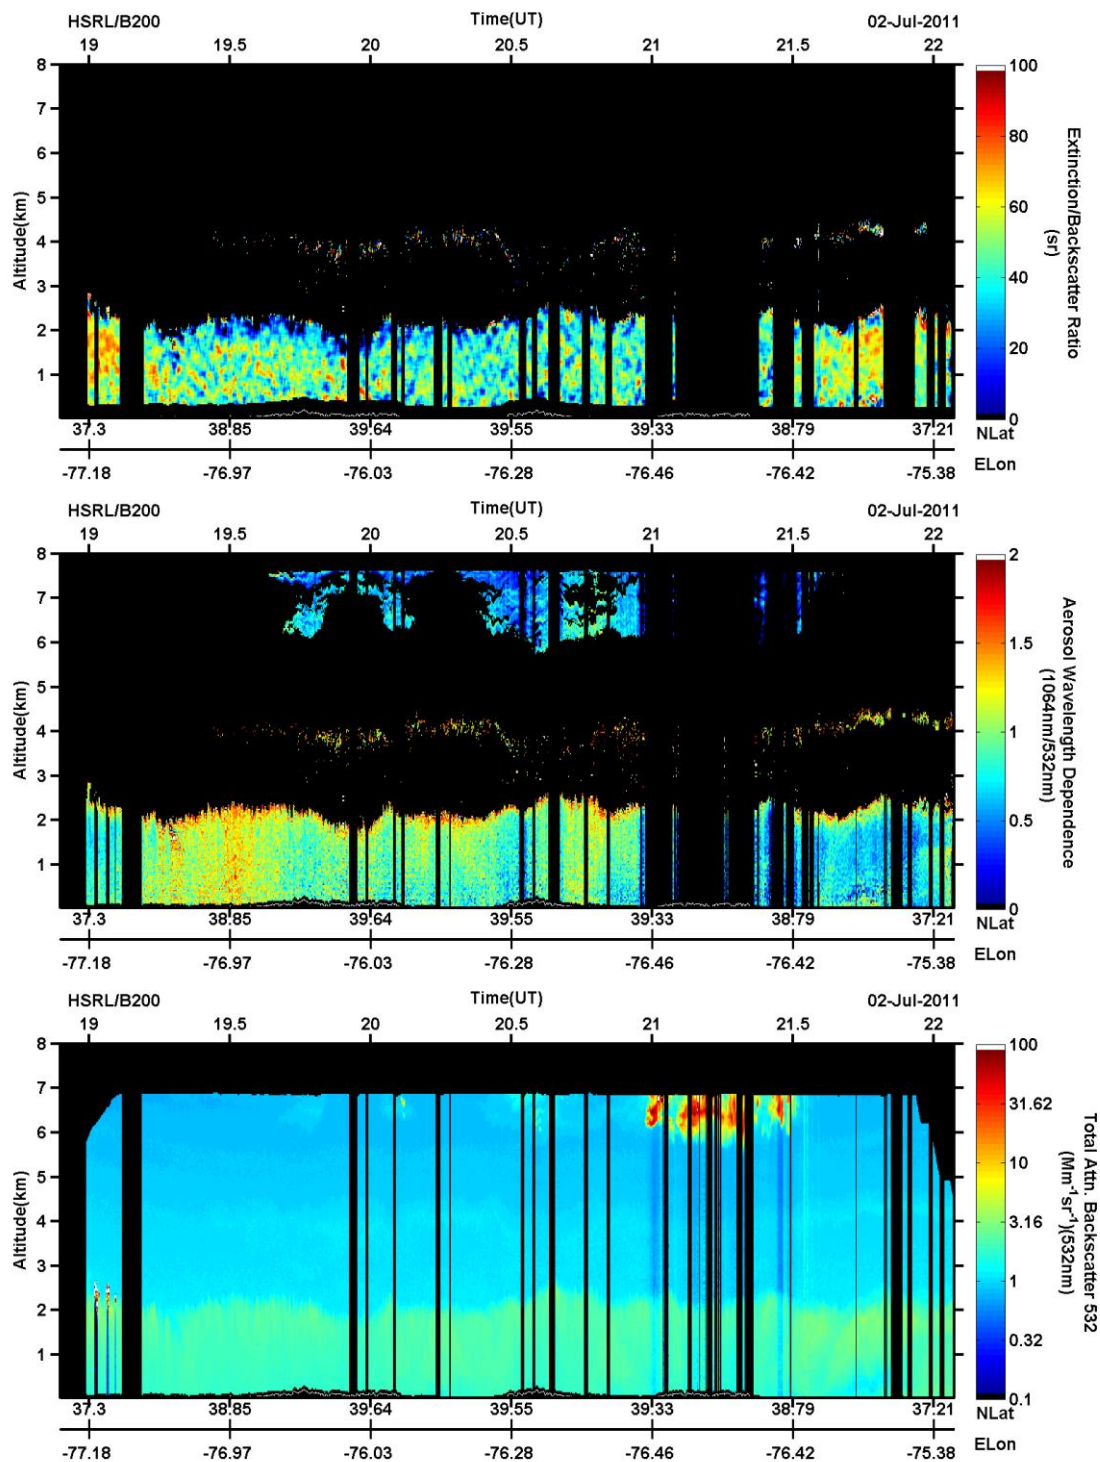 HSRL/B200 Time(UT) 02-Jul-2011
19 19.5 20 20.5 21 21.5 22
8
7
6
5
4
3
2
1
Altitude(km)
37.3 38.85 39.64 39.55 39.33 38.79 37.21 NLat
-77.18 -76.97 -76.03 -76.28 -76.46 -76.42 -75.38 ELon
100
80
60
40
20
0
Extinction/Backscatter Ratio
(sr)
HSRL/B200 Time(UT) 02-Jul-2011
19 19.5 20 20.5 21 21.5 22
8
7
6
5
4
3
2
1
Altitude(km)
37.3 38.85 39.64 39.55 39.33 38.79 37.21 NLat
-77.18 -76.97 -76.03 -76.28 -76.46 -76.42 -75.38 ELon
2
1.5
1
0.5
0
Aerosol Wavelength Dependence
(1064nm/532nm)
HSRL/B200 Time(UT) 02-Jul-2011
19 19.5 20 20.5 21 21.5 22
8
7
6
5
4
3
2
1
Altitude(km)
37.3 38.85 39.64 39.55 39.33 38.79 37.21 NLat
-77.18 -76.97 -76.03 -76.28 -76.46 -76.42 -75.38 ELon
100
31.62
10
3.16
1
0.32
0.1
Total Attn. Backscatter 532
(Mm⁻¹sr⁻¹)(532nm)